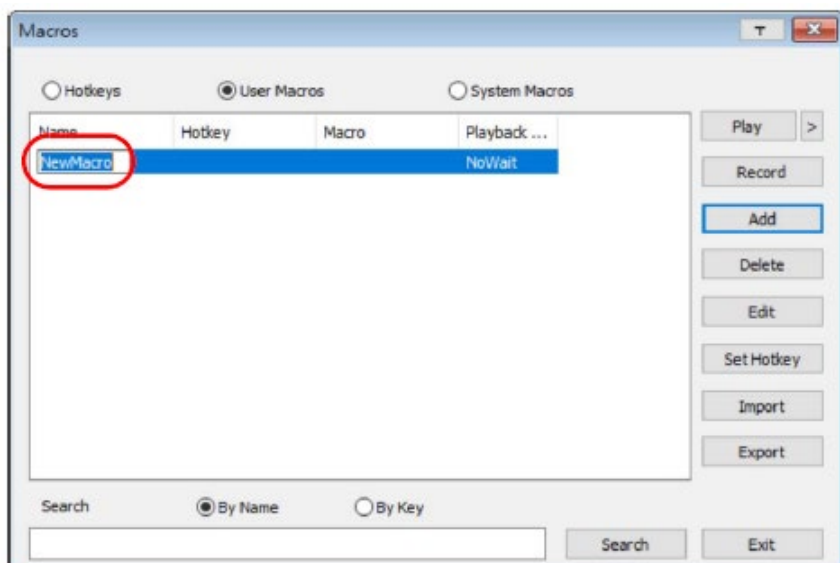 Macros
Hotkeys User Macros System Macros
Name Hotkey Macro Playback ...
NewMacro NoWait
Play >
Record
Add
Delete
Edit
Set Hotkey
Import
Export
Search By Name By Key
Search Exit